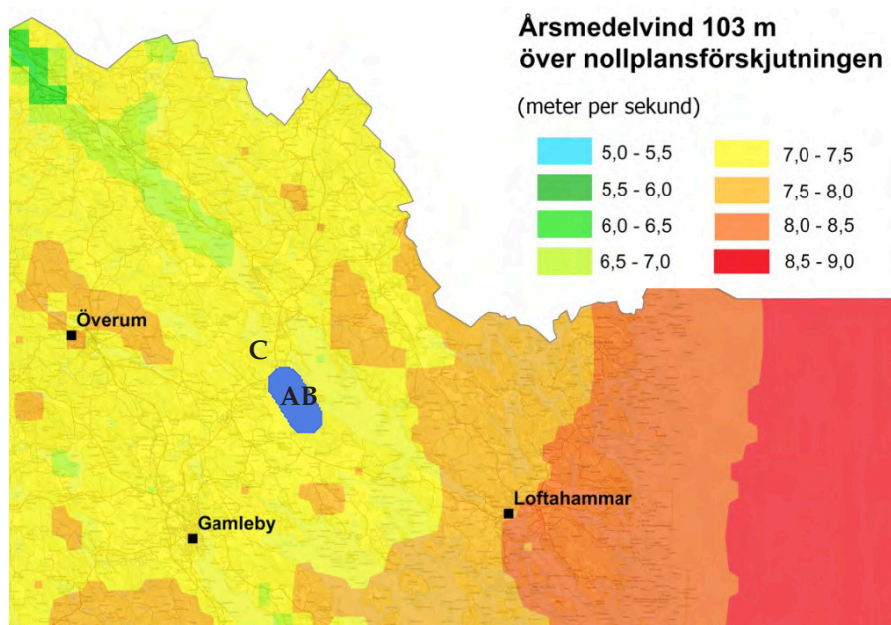 Årsmedelvind 103 m
över nollplansförskjutningen
(meter per sekund)
5,0 - 5,5
5,5 - 6,0
6,0 - 6,5
6,5 - 7,0
7,0 - 7,5
7,5 - 8,0
8,0 - 8,5
8,5 - 9,0
Överum
C
AB
Loftahammar
Gamleby